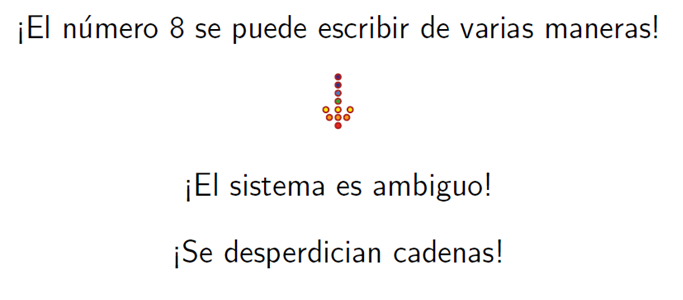 ¡El número 8 se puede escribir de varias maneras!
¡El sistema es ambiguo!
¡Se desperdician cadenas!